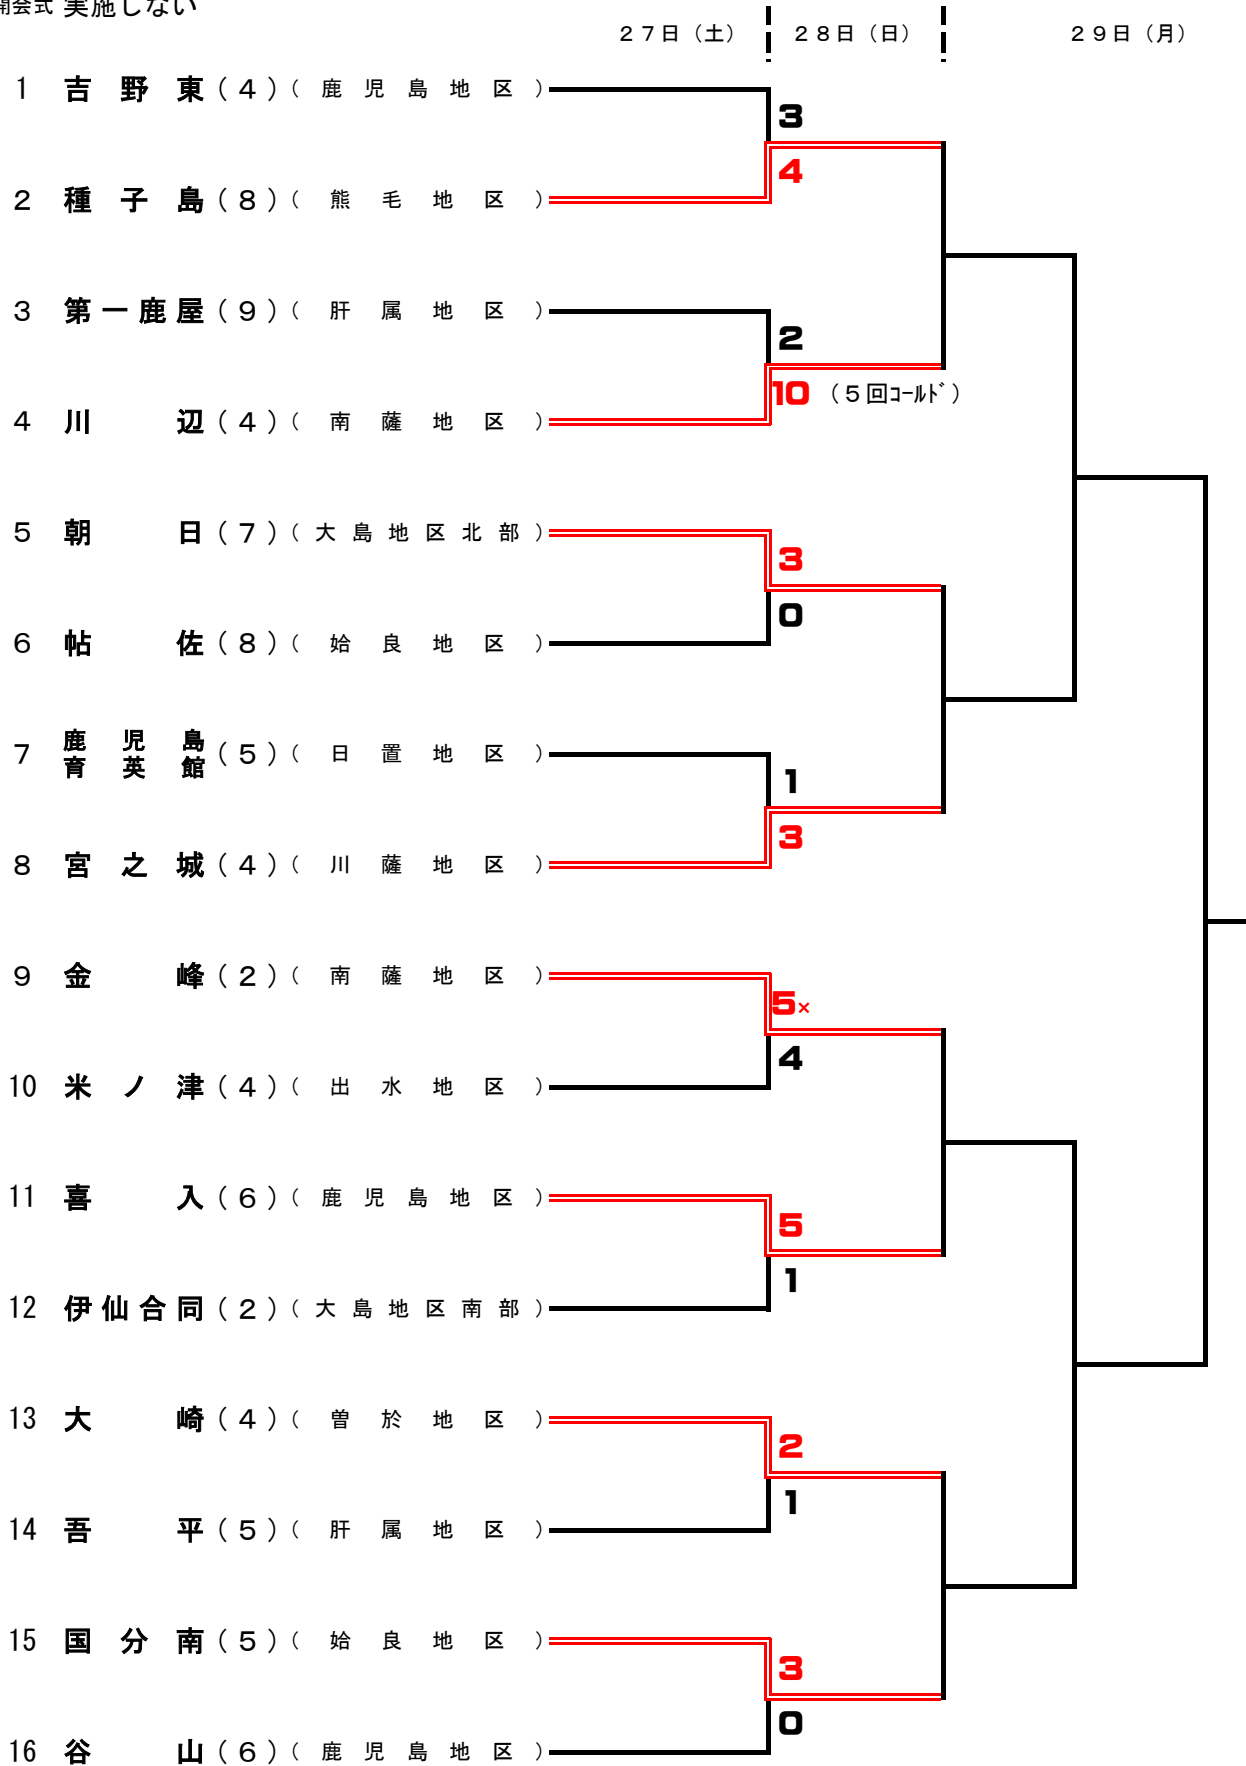 開会式 実施しない
27日（土） 28日（日） 29日（月）
1 吉野東（4）（鹿児島地区）
3
4
2 種子島（8）（熊毛地区）
3 第一鹿屋（9）（肝属地区）
2
10 （5回ｺｰﾙﾄﾞ）
4 川辺（4）（南薩地区）
5 朝日（7）（大島地区北部）
3
0
6 帖佐（8）（姶良地区）
7 鹿児島育英館（5）（日置地区）
1
3
8 宮之城（4）（川薩地区）
9 金峰（2）（南薩地区）
5×
4
10 米ノ津（4）（出水地区）
11 喜入（6）（鹿児島地区）
5
1
12 伊仙合同（2）（大島地区南部）
13 大崎（4）（曽於地区）
2
1
14 吾平（5）（肝属地区）
15 国分南（5）（姶良地区）
3
0
16 谷山（6）（鹿児島地区）